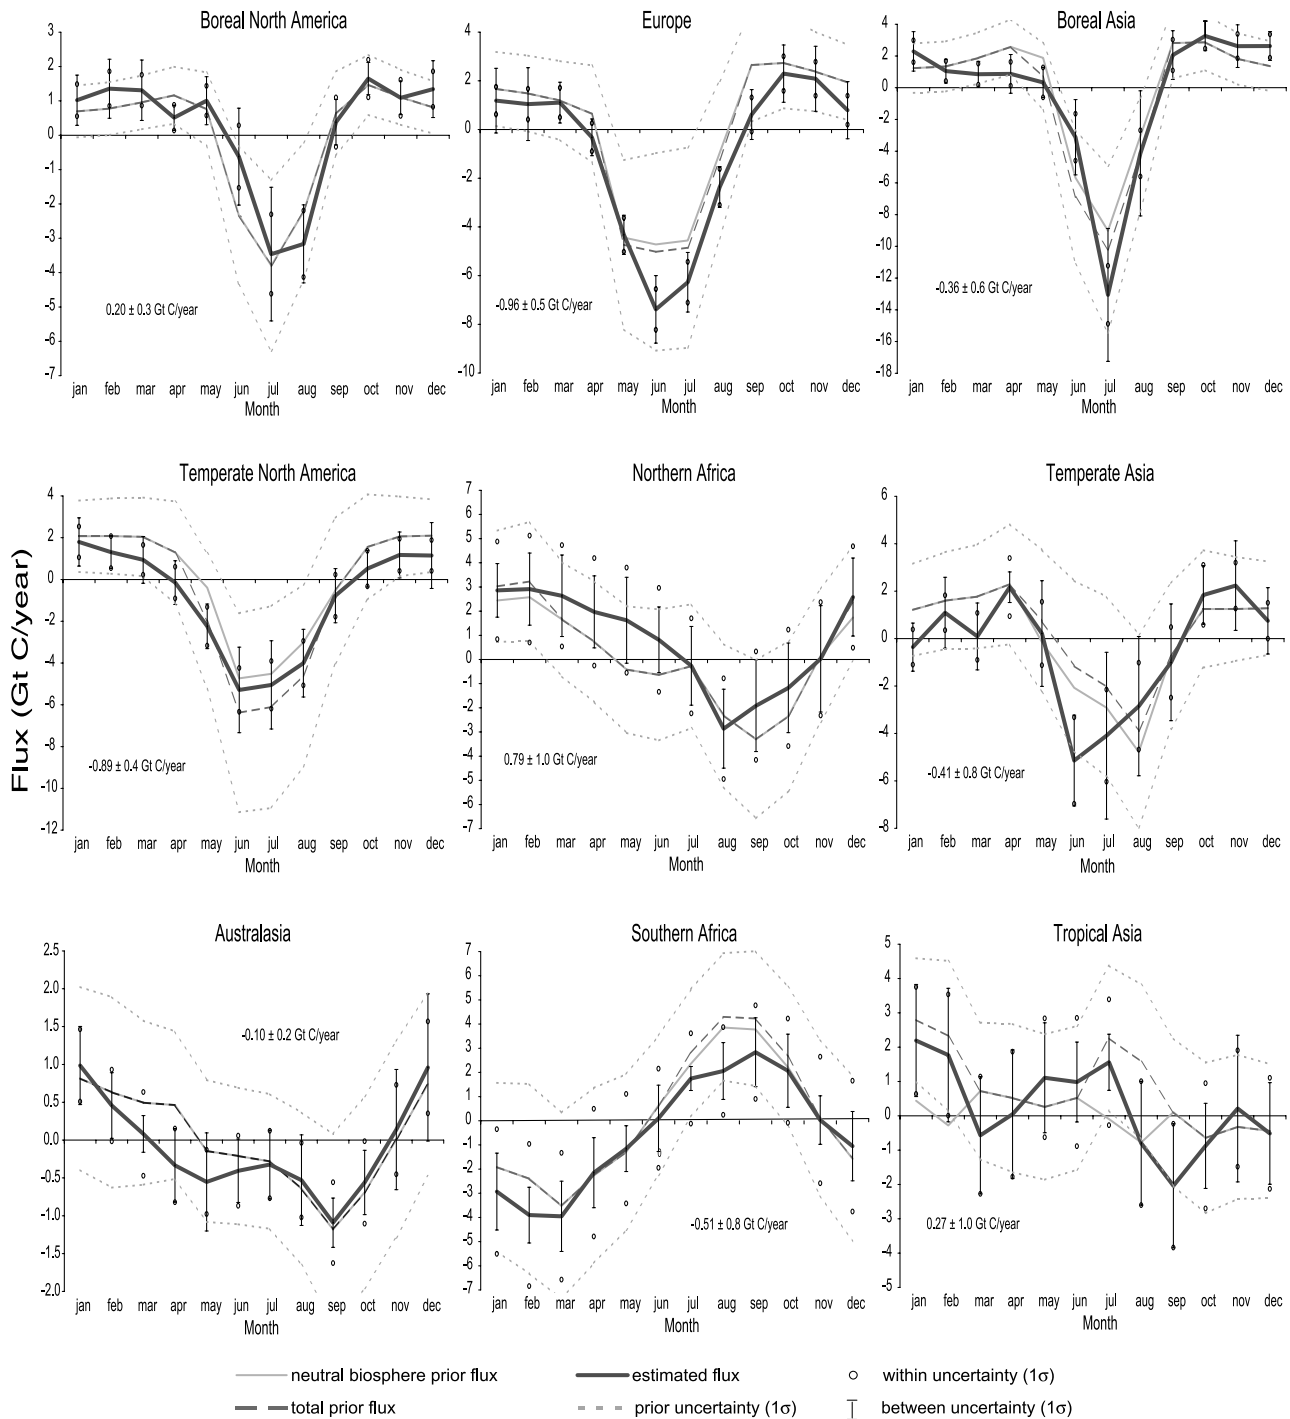 Boreal North America
3
2
1
0
-1
-2
-3
-4
-5
-6
-7
0.20 ± 0.3 Gt C/year
jan feb mar apr may jun jul aug sep oct nov dec
Month
Europe
4
2
0
-2
-4
-6
-8
-10
-0.96 ± 0.5 Gt C/year
jan feb mar apr may jun jul aug sep oct nov dec
Month
Boreal Asia
4
2
0
-2
-4
-6
-8
-10
-12
-14
-16
-18
-0.36 ± 0.6 Gt C/year
jan feb mar apr may jun jul aug sep oct nov dec
Month
Flux (Gt C/year)
Temperate North America
4
2
0
-2
-4
-6
-8
-10
-12
-0.89 ± 0.4 Gt C/year
jan feb mar apr may jun jul aug sep oct nov dec
Month
Northern Africa
7
6
5
4
3
2
1
0
-1
-2
-3
-4
-5
-6
-7
0.79 ± 1.0 Gt C/year
jan feb mar apr may jun jul aug sep oct nov dec
Month
Temperate Asia
6
4
2
0
-2
-4
-6
-8
-0.41 ± 0.8 Gt C/year
jan feb mar apr may jun jul aug sep oct nov dec
Month
Australasia
2.5
2.0
1.5
1.0
0.5
0.0
-0.5
-1.0
-1.5
-2.0
-0.10 ± 0.2 Gt C/year
jan feb mar apr may jun jul aug sep oct nov dec
Month
Southern Africa
7
6
5
4
3
2
1
0
-1
-2
-3
-4
-5
-6
-7
-0.51 ± 0.8 Gt C/year
jan feb mar apr may jun jul aug sep oct nov dec
Month
Tropical Asia
5
4
3
2
1
0
-1
-2
-3
-4
-5
0.27 ± 1.0 Gt C/year
jan feb mar apr may jun jul aug sep oct nov dec
Month
neutral biosphere prior flux
estimated flux
within uncertainty (1σ)
total prior flux
prior uncertainty (1σ)
between uncertainty (1σ)